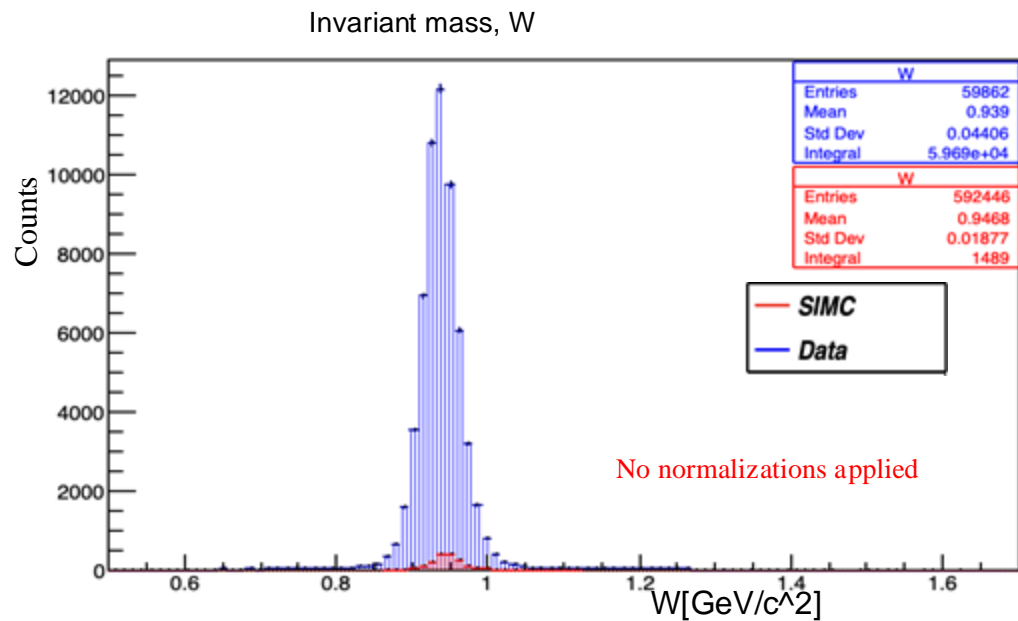 Invariant mass, W
Counts
12000
10000
8000
6000
4000
2000
0
W
Entries 59862
Mean 0.939
Std Dev 0.04406
Integral 5.969e+04
W
Entries 592446
Mean 0.9468
Std Dev 0.01877
Integral 1489
SIMC
Data
No normalizations applied
0.6 0.8 1 1.2 1.4 1.6
W[GeV/c^2]